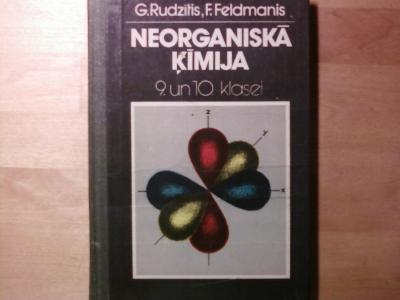 G.Rudzītis, F.Feldmanis
NEORGANISKĀ
ĶĪMIJA
9. un 10. klasei
z
y
x